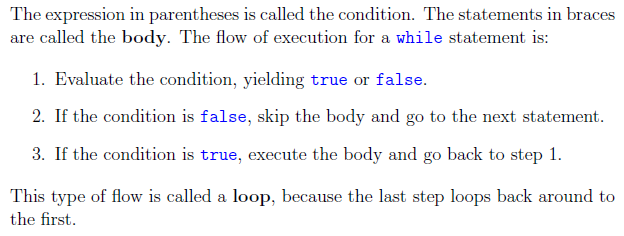 The expression in parentheses is called the condition. The statements in braces
are called the body. The flow of execution for a while statement is:
1. Evaluate the condition, yielding true or false.
2. If the condition is false, skip the body and go to the next statement.
3. If the condition is true, execute the body and go back to step 1.
This type of flow is called a loop, because the last step loops back around to
the first.